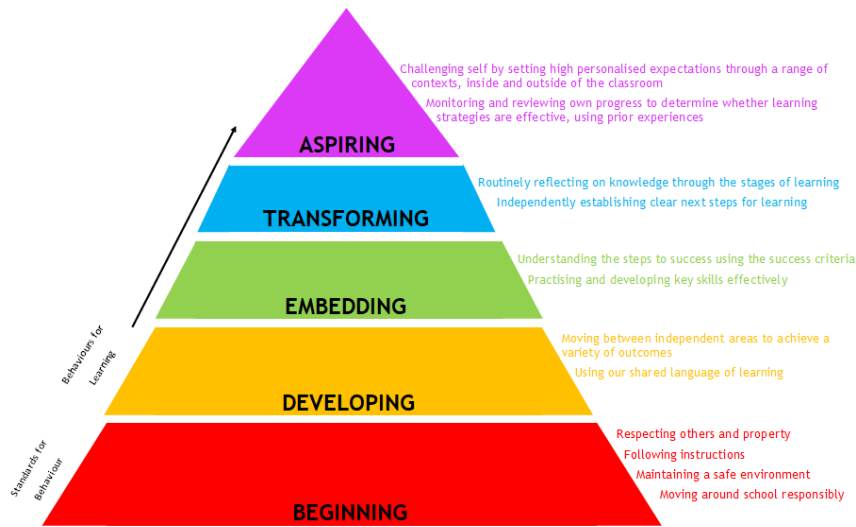 Challenging self by setting high personalised expectations through a range of
contexts, inside and outside of the classroom
Monitoring and reviewing own progress to determine whether learning
strategies are effective, using prior experiences
ASPIRING
Routinely reflecting on knowledge through the stages of learning
Independently establishing clear next steps for learning
TRANSFORMING
Understanding the steps to success using the success criteria
Practising and developing key skills effectively
EMBEDDING
Behaviours for
Learning
Moving between independent areas to achieve a
variety of outcomes
Using our shared language of learning
DEVELOPING
Standards for
Behaviour
Respecting others and property
Following instructions
Maintaining a safe environment
Moving around school responsibly
BEGINNING